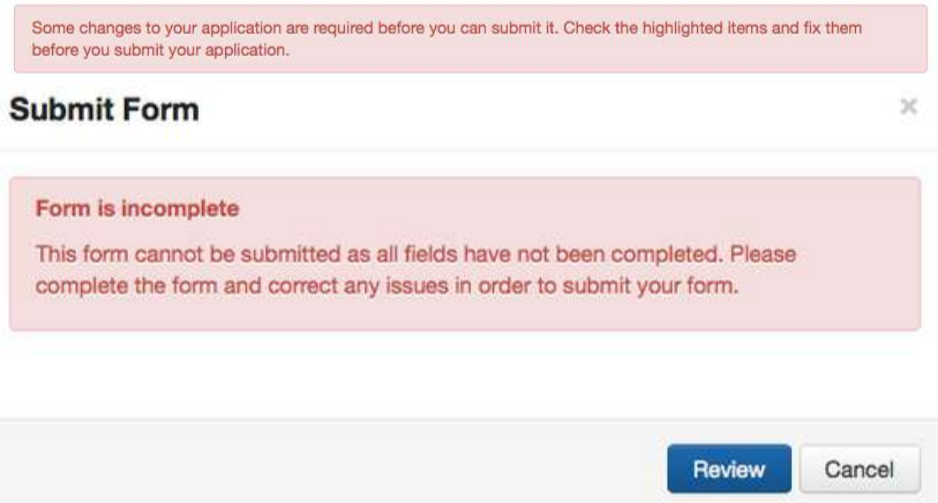 Some changes to your application are required before you can submit it. Check the highlighted items and fix them
before you submit your application.
Submit Form ×
Form is incomplete
This form cannot be submitted as all fields have not been completed. Please
complete the form and correct any issues in order to submit your form.
Review Cancel